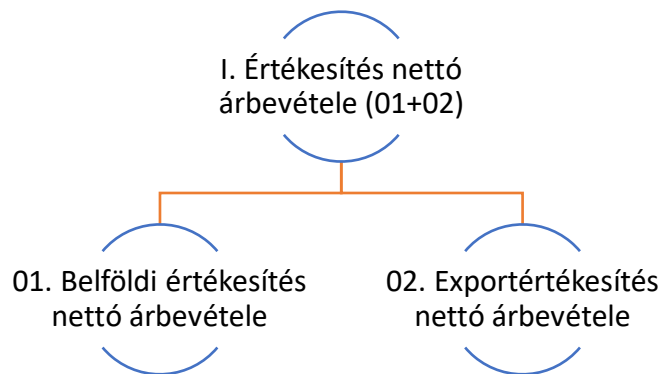 I. Értékesítés nettó
árbevétele (01+02)
01. Belföldi értékesítés
nettó árbevétele
02. Exportértékesítés
nettó árbevétele